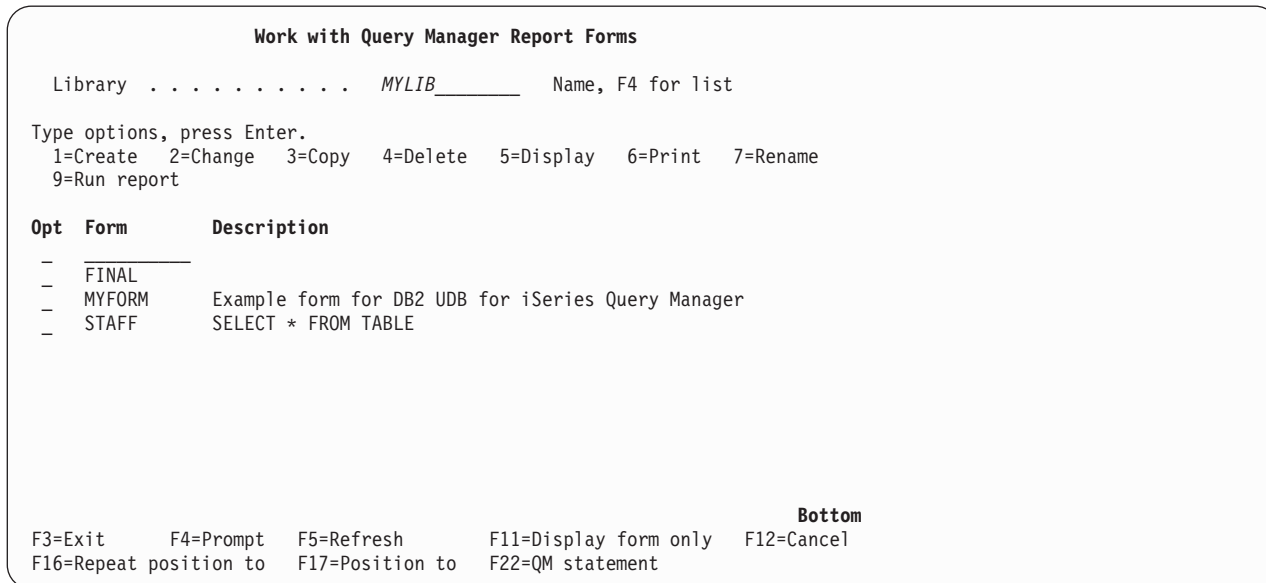 Work with Query Manager Report Forms
Library . . . . . . . . . . MYLIB________ Name, F4 for list
Type options, press Enter.
1=Create 2=Change 3=Copy 4=Delete 5=Display 6=Print 7=Rename
9=Run report
Opt Form Description
_ __________
_ FINAL
_ MYFORM Example form for DB2 UDB for iSeries Query Manager
_ STAFF SELECT * FROM TABLE
Bottom
F3=Exit F4=Prompt F5=Refresh F11=Display form only F12=Cancel
F16=Repeat position to F17=Position to F22=QM statement